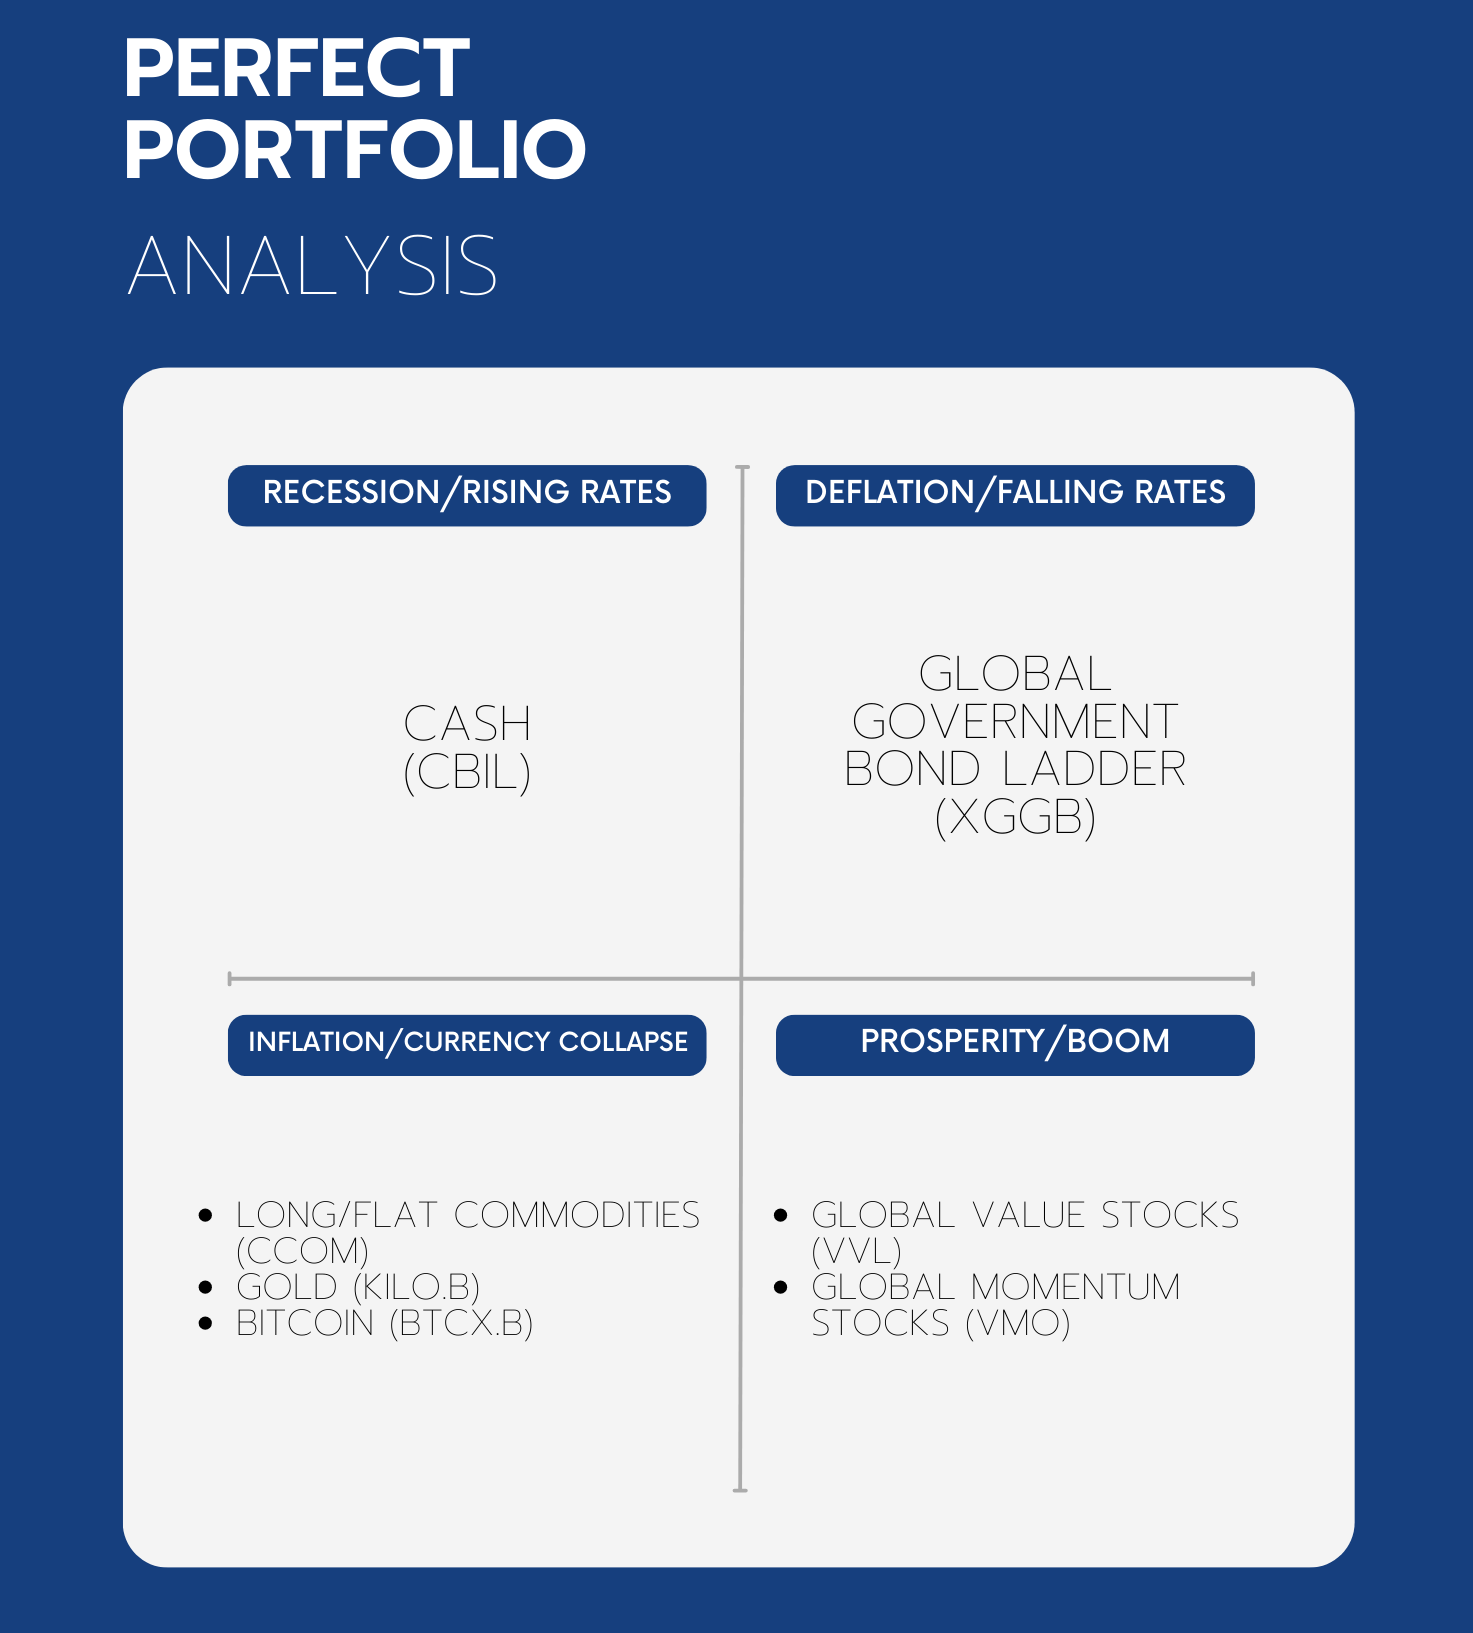 PERFECT
PORTFOLIO
ANALYSIS
RECESSION/RISING RATES
CASH
(CBIL)
DEFLATION/FALLING RATES
GLOBAL
GOVERNMENT
BOND LADDER
(XGGB)
INFLATION/CURRENCY COLLAPSE
• LONG/FLAT COMMODITIES
(CCOM)
• GOLD (KILO.B)
• BITCOIN (BTCX.B)
PROSPERITY/BOOM
• GLOBAL VALUE STOCKS
(VVL)
• GLOBAL MOMENTUM
STOCKS (VMO)